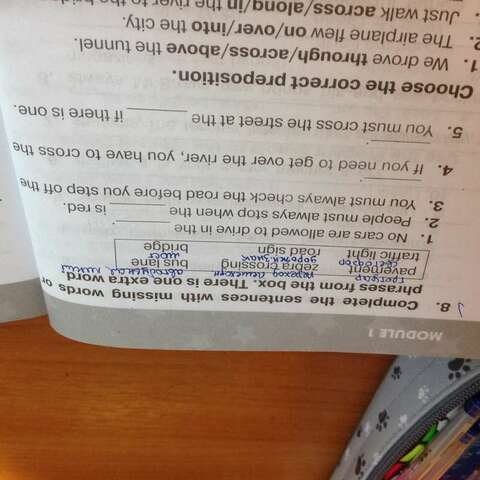 MODULE 1
8. Complete the sentences with missing words or
phrases from the box. There is one extra word
pavement zebra crossing bus lane
traffic light road sign bridge
светофор
1. No cars are allowed to drive in the ________.
2. People must always stop when the ________ is red.
3. You must always check the road before you step off the
________.
4. If you need to get over the river, you have to cross the
________.
5. You must cross the street at the ________ if there is one.
Choose the correct preposition.
1. We drove through/across/above the tunnel.
2. The airplane flew on/over/into the city.
Just walk across/along/in the river to the